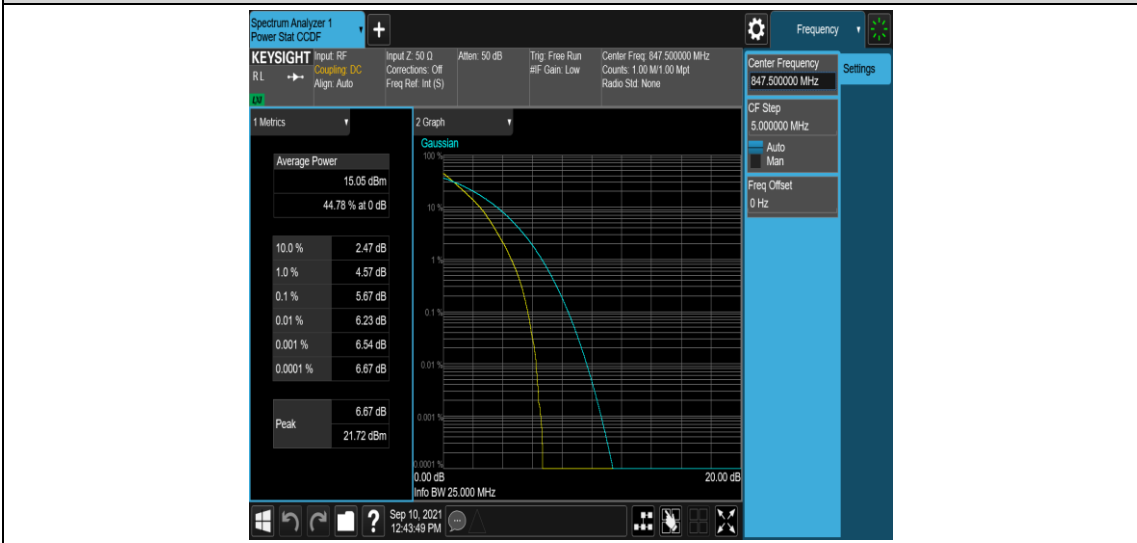 Spectrum Analyzer 1
Power Stat CCDF
+
Frequency
KEYSIGHT
RL
LXI
Input: RF
Coupling: DC
Align: Auto
Input Z: 50 Ω
Corrections: Off
Freq Ref: Int (S)
Atten: 50 dB
Trig: Free Run
#IF Gain: Low
Center Freq: 847.500000 MHz
Counts: 1.00 M/1.00 Mpt
Radio Std: None
Center Frequency
847.500000 MHz
Settings
CF Step
5.000000 MHz
Auto
Man
Freq Offset
0 Hz
1 Metrics
Average Power
15.05 dBm
44.78 % at 0 dB
10.0 % 2.47 dB
1.0 % 4.57 dB
0.1 % 5.67 dB
0.01 % 6.23 dB
0.001 % 6.54 dB
0.0001 % 6.67 dB
Peak
6.67 dB
21.72 dBm
2 Graph
Gaussian
100 %
10 %
1 %
0.1 %
0.01 %
0.001 %
0.0001 %
0.00 dB 20.00 dB
Info BW 25.000 MHz
?
Sep 10, 2021
12:43:49 PM